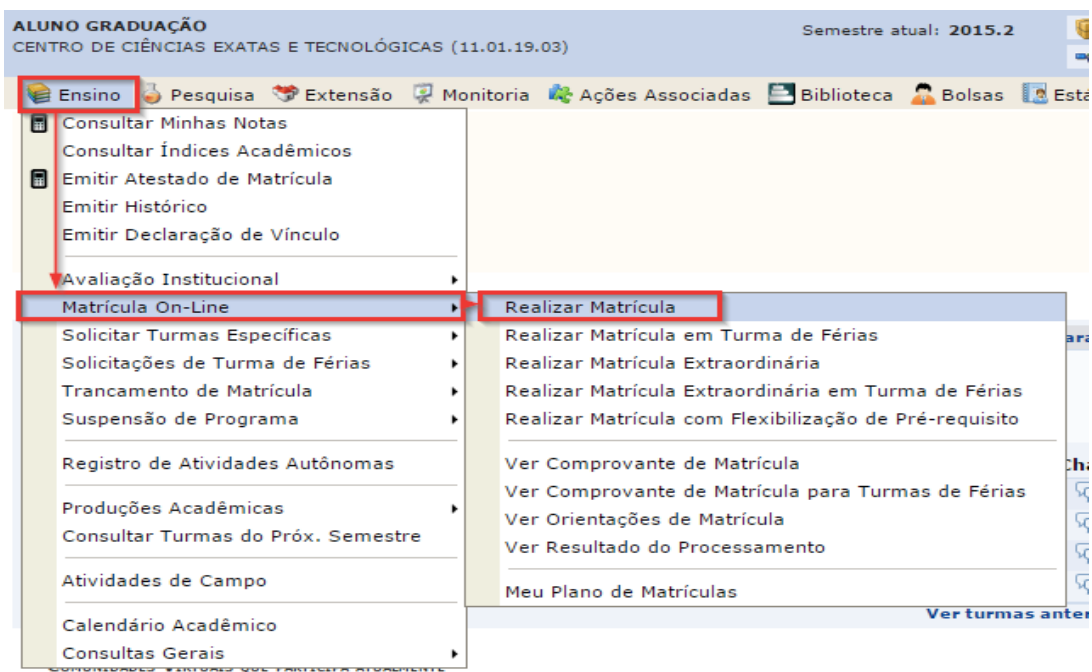 ALUNO GRADUAÇÃO
Semestre atual: 2015.2
CENTRO DE CIÊNCIAS EXATAS E TECNOLÓGICAS (11.01.19.03)
Ensino Pesquisa Extensão Monitoria Ações Associadas Biblioteca Bolsas
Consultar Minhas Notas
Consultar Índices Acadêmicos
Emitir Atestado de Matrícula
Emitir Histórico
Emitir Declaração de Vínculo
Avaliação Institucional
Matrícula On-Line
Solicitar Turmas Específicas
Solicitações de Turma de Férias
Trancamento de Matrícula
Suspensão de Programa
Registro de Atividades Autônomas
Produções Acadêmicas
Consultar Turmas do Próx. Semestre
Atividades de Campo
Calendário Acadêmico
Consultas Gerais
Realizar Matrícula
Realizar Matrícula em Turma de Férias
Realizar Matrícula Extraordinária
Realizar Matrícula Extraordinária em Turma de Férias
Realizar Matrícula com Flexibilização de Pré-requisito
Ver Comprovante de Matrícula
Ver Comprovante de Matrícula para Turmas de Férias
Ver Orientações de Matrícula
Ver Resultado do Processamento
Meu Plano de Matrículas
Ver turmas anter